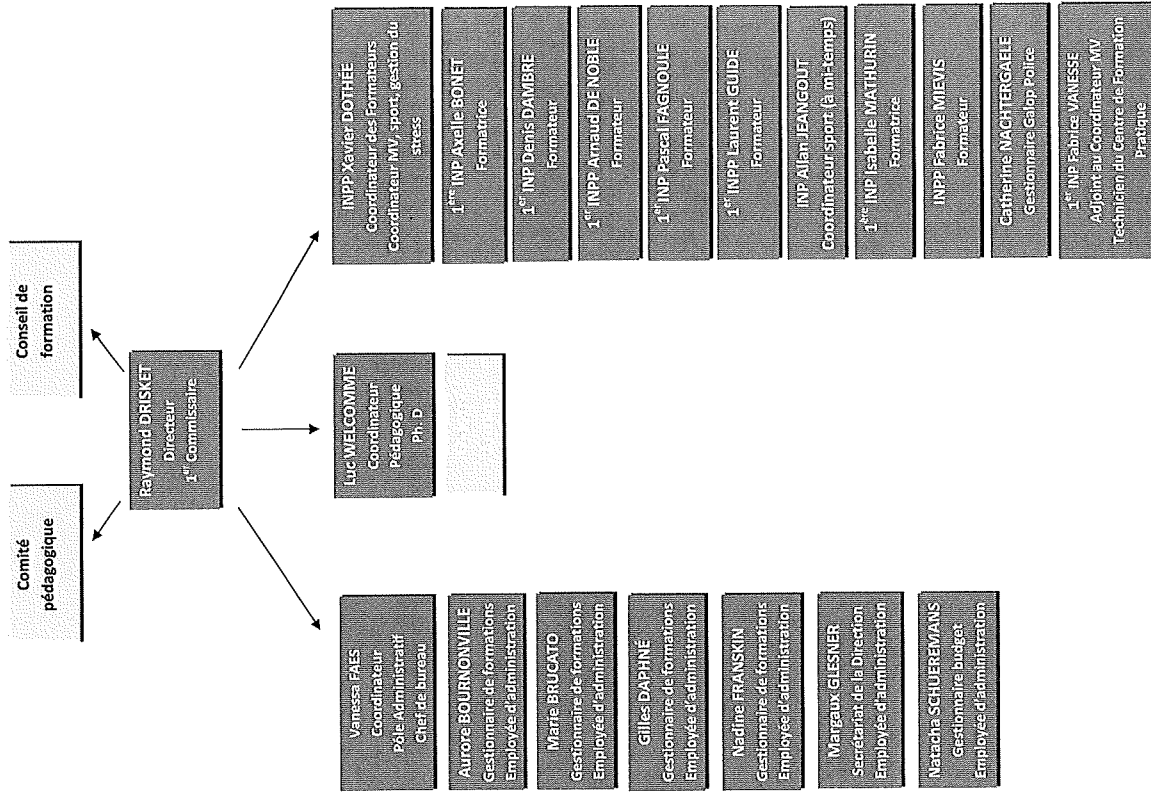 Comité
pédagogique
Conseil de
formation
Raymond DRISKET
Directeur
1er Commissaire
Vanessa FAES
Coordinateur
Pôle Administratif
Chef de bureau
Aurore BOURNONVILLE
Gestionnaire de formations
Employée d'administration
Marie BRUCATO
Gestionnaire de formations
Employée d'administration
Gilles DAPHNÉ
Gestionnaire de formations
Employée d'administration
Nadine FRANSKIN
Gestionnaire de formations
Employée d'administration
Margaux GLESNER
Secrétariat de la Direction
Employée d'administration
Natacha SCHUEREMANS
Gestionnaire budget
Employée d'administration
Luc WELCOMME
Coordinateur
Pédagogique
Ph. D
INPP Xavier DOTHEE
Coordinateur des Formateurs
Coordinateur MV, sport, gestion du
stress
1ère INP Axelle BONET
Formatrice
1er INP Denis DAMBRE
Formateur
1er INPP Arnaud DE NOBLE
Formateur
1er INP Pascal FAGNOULE
Formateur
1er INPP Laurent GUIDE
Formateur
INP Allan JEANGOUT
Coordinateur sport (à mi-temps)
1ère INP Isabelle MATHURIN
Formatrice
INPP Fabrice MIEVIS
Formateur
Catherine NACHTERGAELE
Gestionnaire Galop Police
1er INP Fabrice VANESSE
Adjoint au Coordinateur MV
Technicien du Centre de Formation
Pratique